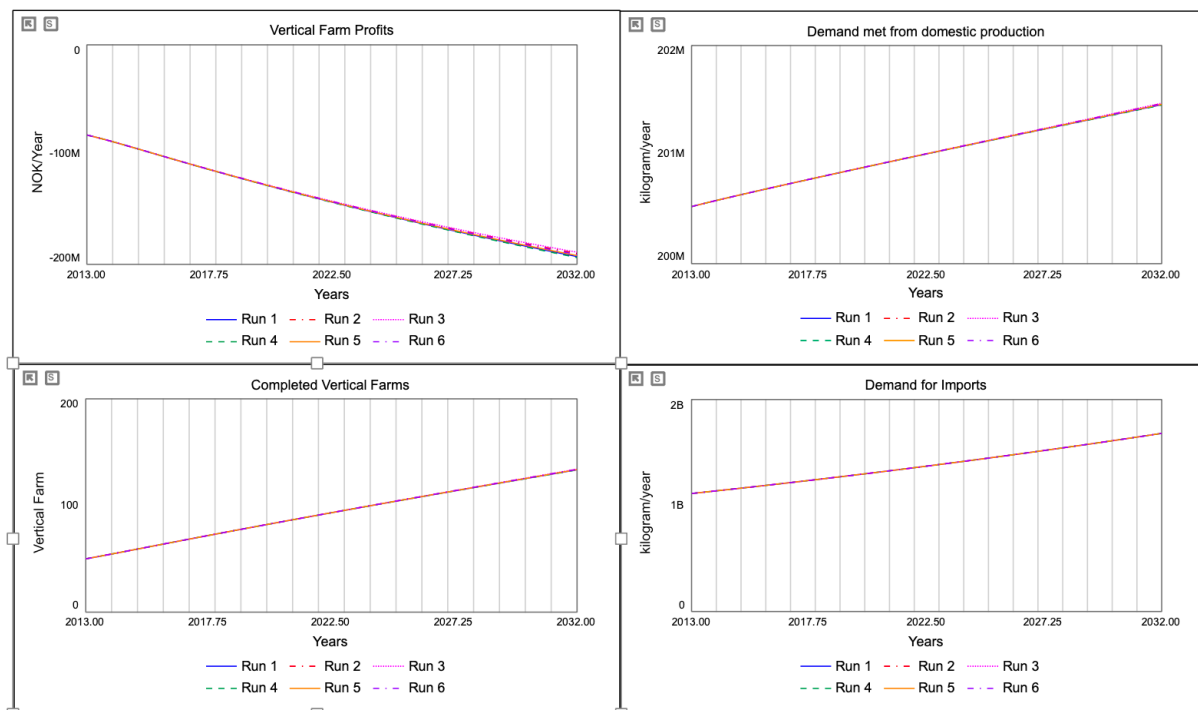 S
Vertical Farm Profits
0
-100M
-200M
NOK/Year
2013.00 2017.75 2022.50 2027.25 2032.00
Years
Run 1 Run 2 Run 3
Run 4 Run 5 Run 6
S
Demand met from domestic production
202M
201M
200M
kilogram/year
2013.00 2017.75 2022.50 2027.25 2032.00
Years
Run 1 Run 2 Run 3
Run 4 Run 5 Run 6
S
Completed Vertical Farms
200
100
0
Vertical Farm
2013.00 2017.75 2022.50 2027.25 2032.00
Years
Run 1 Run 2 Run 3
Run 4 Run 5 Run 6
S
Demand for Imports
2B
1B
0
kilogram/year
2013.00 2017.75 2022.50 2027.25 2032.00
Years
Run 1 Run 2 Run 3
Run 4 Run 5 Run 6